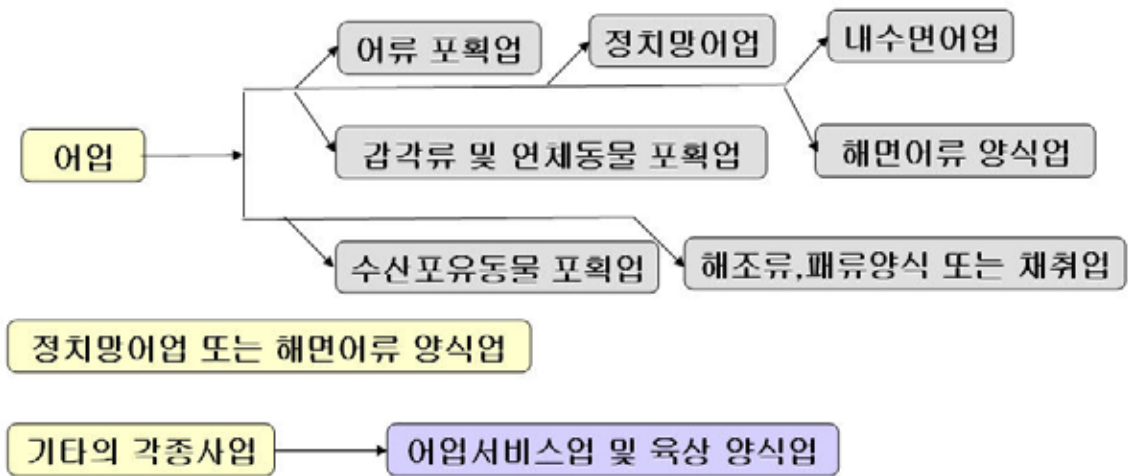 어류 포획업
정치망어업
내수면어업
어업
갑각류 및 연체동물 포획업
해면어류 양식업
수산포유동물 포획업
해조류,패류양식 또는 채취업
정치망어업 또는 해면어류 양식업
기타의 각종사업
어업서비스업 및 육상 양식업